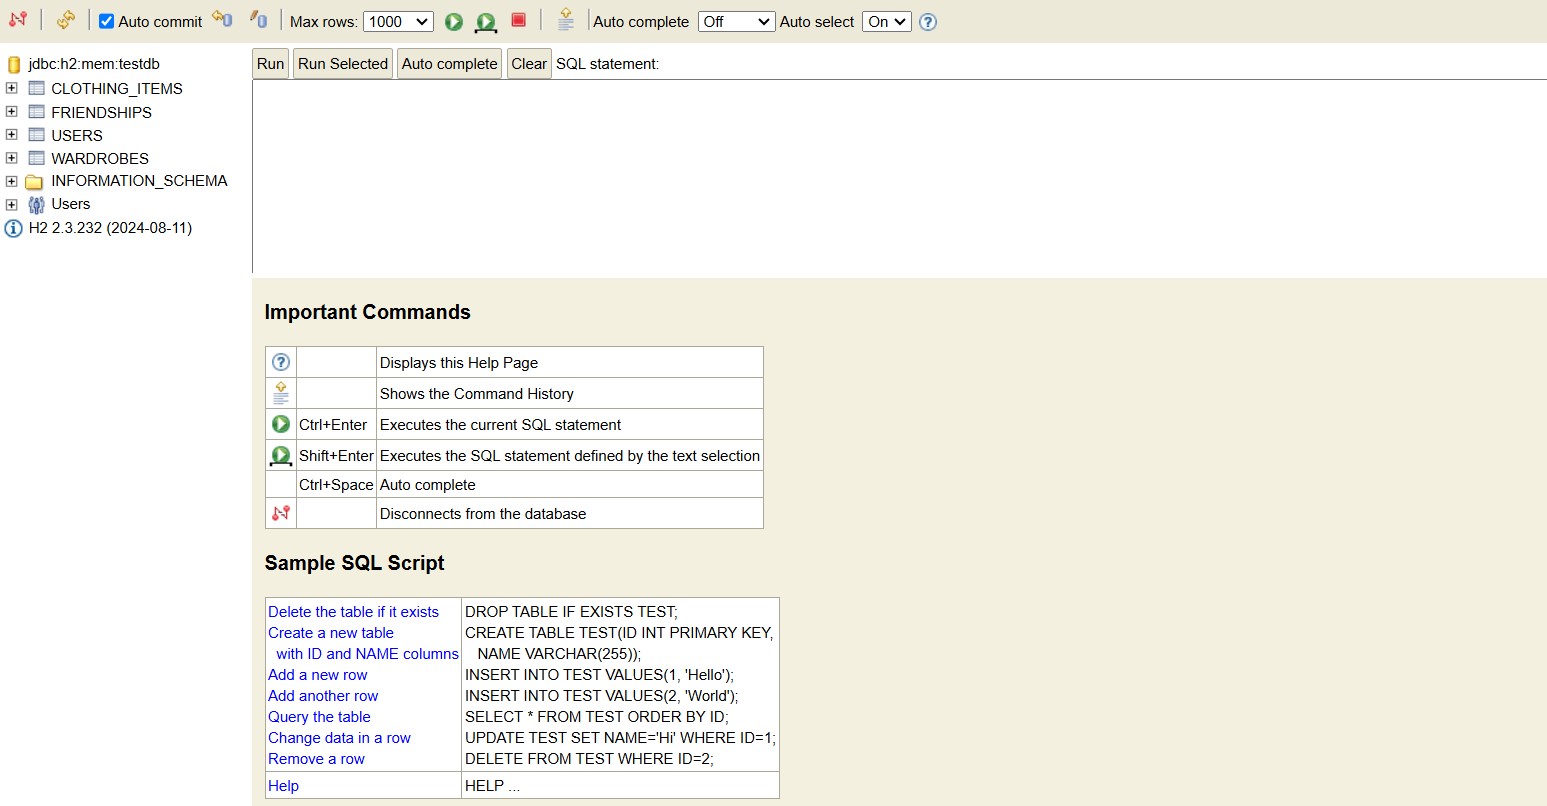 Auto commit Max rows: 1000 Auto complete Off Auto select On ?
jdbc:h2:mem:testdb
CLOTHING_ITEMS
FRIENDSHIPS
USERS
WARDROBES
INFORMATION_SCHEMA
Users
H2 2.3.232 (2024-08-11)
Run Run Selected Auto complete Clear SQL statement:
Important Commands
? Displays this Help Page
Shows the Command History
Ctrl+Enter Executes the current SQL statement
Shift+Enter Executes the SQL statement defined by the text selection
Ctrl+Space Auto complete
Disconnects from the database
Sample SQL Script
Delete the table if it exists DROP TABLE IF EXISTS TEST;
Create a new table CREATE TABLE TEST(ID INT PRIMARY KEY,
with ID and NAME columns NAME VARCHAR(255));
Add a new row INSERT INTO TEST VALUES(1, 'Hello');
Add another row INSERT INTO TEST VALUES(2, 'World');
Query the table SELECT * FROM TEST ORDER BY ID;
Change data in a row UPDATE TEST SET NAME='Hi' WHERE ID=1;
Remove a row DELETE FROM TEST WHERE ID=2;
Help HELP ...